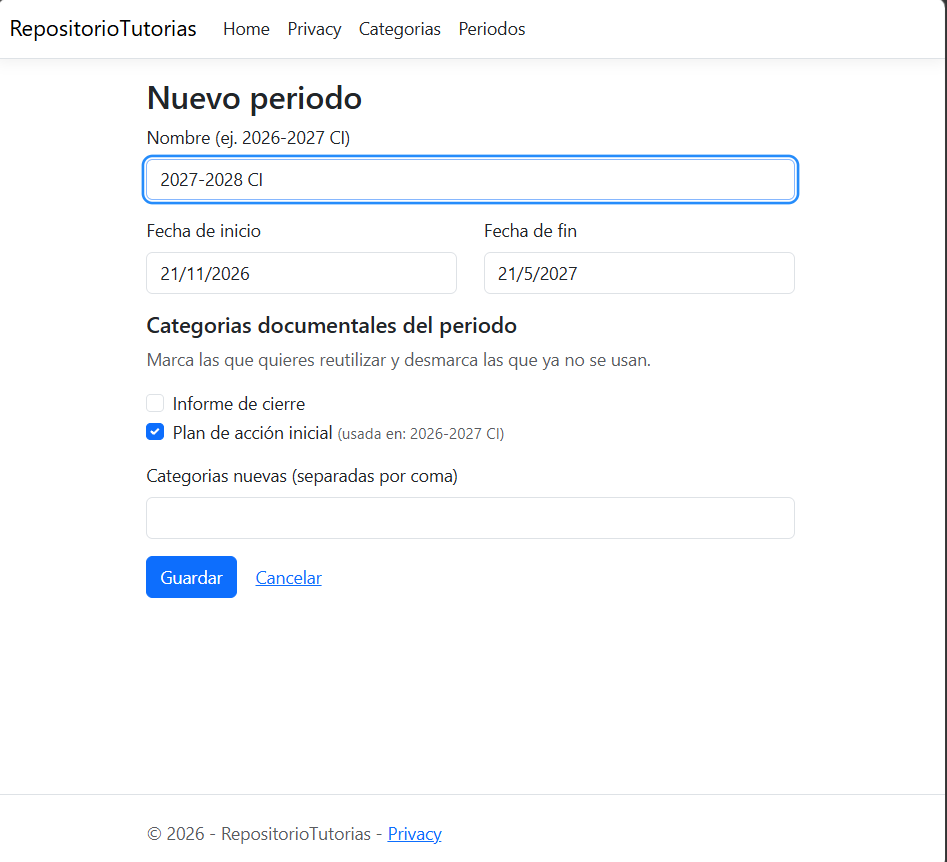 RepositorioTutorias Home Privacy Categorias Periodos
Nuevo periodo
Nombre (ej. 2026-2027 CI)
2027-2028 CI
Fecha de inicio Fecha de fin
21/11/2026 21/5/2027
Categorias documentales del periodo
Marca las que quieres reutilizar y desmarca las que ya no se usan.
Informe de cierre
Plan de acción inicial (usada en: 2026-2027 CI)
Categorias nuevas (separadas por coma)
Guardar Cancelar
© 2026 - RepositorioTutorias - Privacy